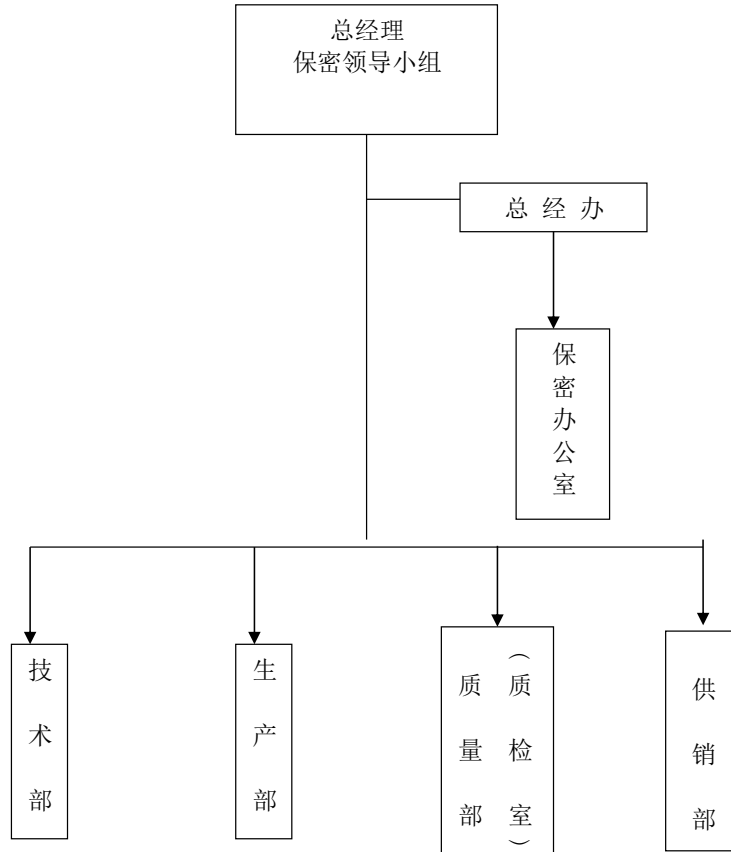 总经理
保密领导小组
总 经 办
保密办公室
技术部
生产部
质量部
（质检室）
供销部